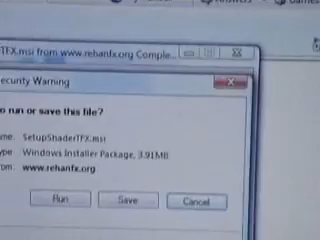 TFX.msi from www.rehanfx.org Comple...
ecurity Warning
o run or save this file?
me: SetupShaderTFX.msi
ype: Windows Installer Package, 3.91MB
om: www.rehanfx.org
Run Save Cancel